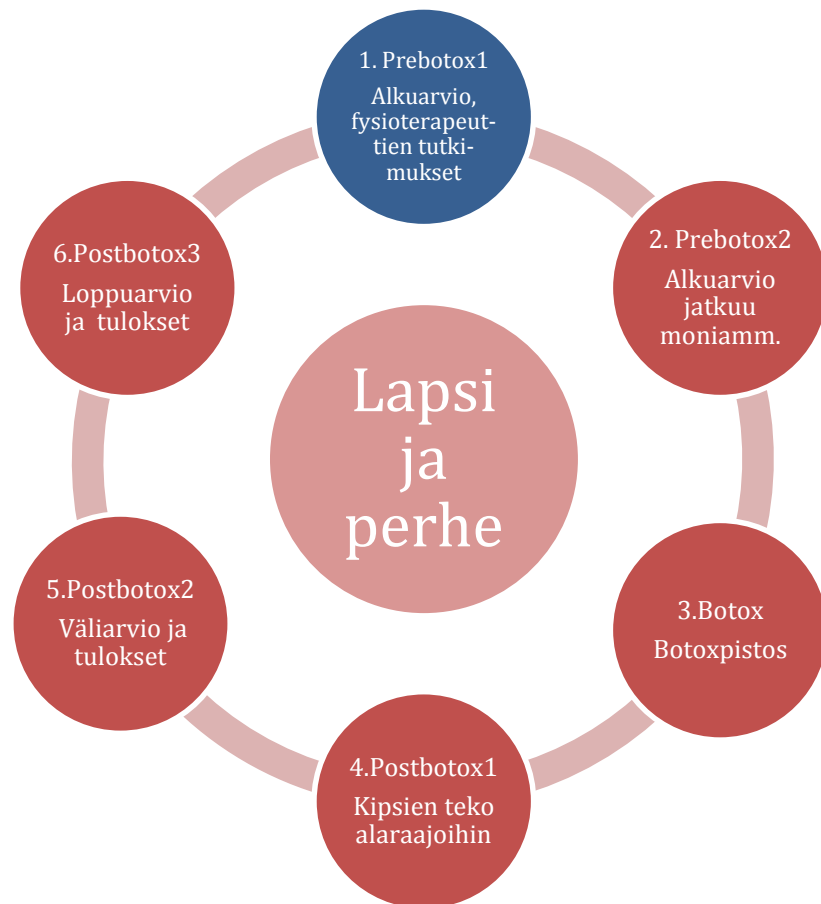 1. Prebotox1
Alkuarvio,
fysioterapeut-
tien tutki-
mukset
2. Prebotox2
Alkuarvio
jatkuu
moniamm.
3.Botox
Botoxpistos
4.Postbotox1
Kipsien teko
alaraajoihin
5.Postbotox2
Väliarvio ja
tulokset
6.Postbotox3
Loppuarvio
ja tulokset
Lapsi
ja
perhe